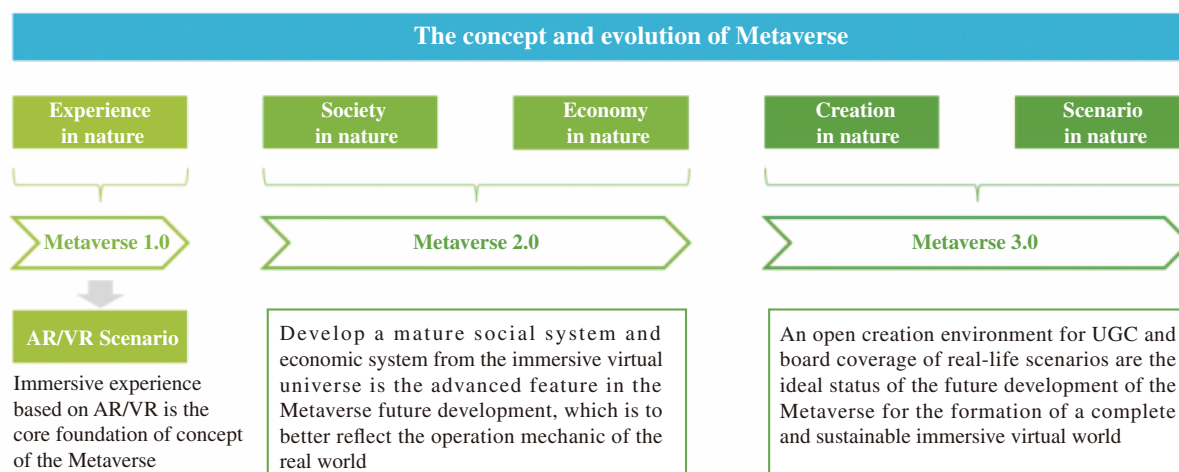 The concept and evolution of Metaverse
Experience
in nature
Society
in nature
Economy
in nature
Creation
in nature
Scenario
in nature
Metaverse 1.0
Metaverse 2.0
Metaverse 3.0
AR/VR Scenario
Immersive experience
based on AR/VR is the
core foundation of concept
of the Metaverse
Develop a mature social system and
economic system from the immersive virtual
universe is the advanced feature in the
Metaverse future development, which is to
better reflect the operation mechanic of the
real world
An open creation environment for UGC and
board coverage of real-life scenarios are the
ideal status of the future development of the
Metaverse for the formation of a complete
and sustainable immersive virtual world